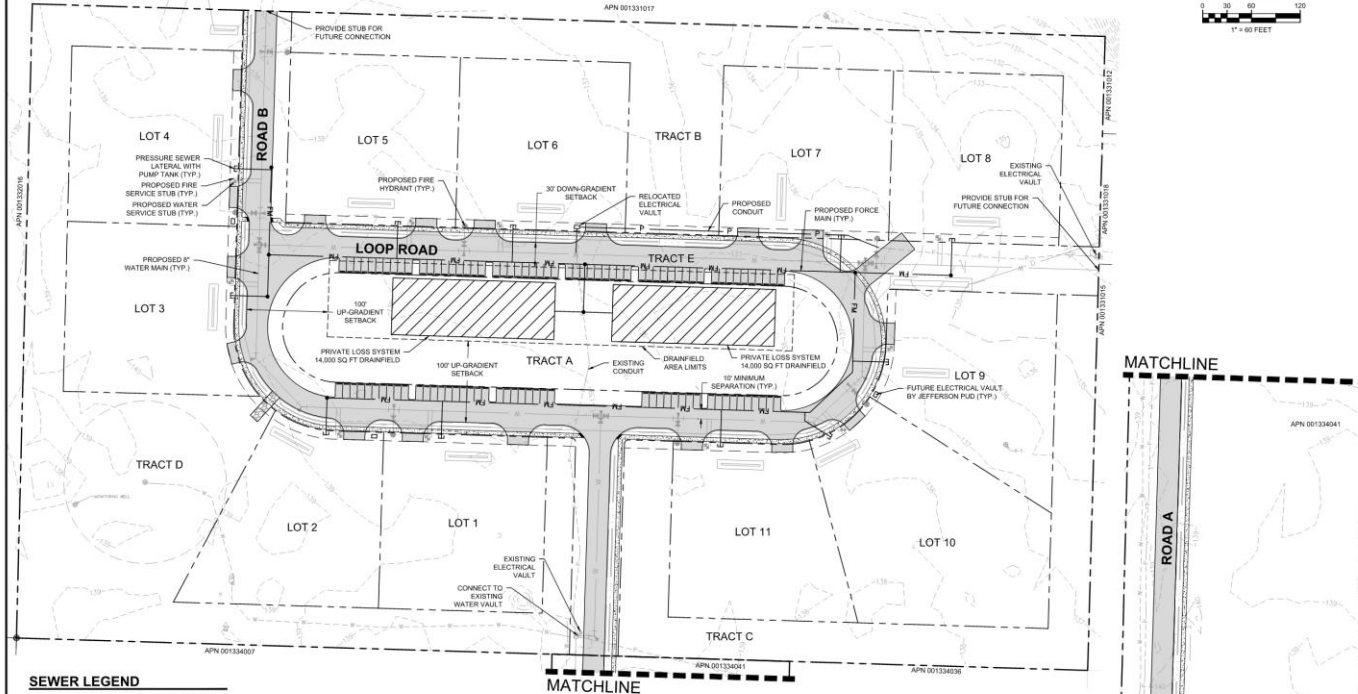 APN 001331017
0 30 60 120
1" = 60 FEET
PROVIDE STUB FOR
FUTURE CONNECTION
APN 001331012
ROAD B
LOT 4
LOT 5
LOT 6
TRACT B
LOT 7
LOT 8
EXISTING
ELECTRICAL
VAULT
PROVIDE STUB FOR
FUTURE CONNECTION
APN 001331018
PRESSURE SEWER
LATERAL WITH
PUMP TANK (TYP.)
PROPOSED FIRE
SERVICE STUB (TYP.)
PROPOSED WATER
SERVICE STUB (TYP.)
PROPOSED FIRE
HYDRANT (TYP.)
30' DOWN-GRADIENT
SETBACK
RELOCATED
ELECTRICAL
VAULT
PROPOSED
CONDUIT
PROPOSED FORCE
MAIN (TYP.)
APN 001332016
LOOP ROAD
TRACT E
PROPOSED 8"
WATER MAIN (TYP.)
LOT 3
100'
UP-GRADIENT
SETBACK
PRIVATE LOSS SYSTEM
14,000 SQ FT DRAINFIELD
TRACT A
100' UP-GRADIENT
SETBACK
EXISTING
CONDUIT
DRAINFIELD
AREA LIMITS
PRIVATE LOSS SYSTEM
14,000 SQ FT DRAINFIELD
10' MINIMUM
SEPARATION (TYP.)
APN 001331015
LOT 9
FUTURE ELECTRICAL VAULT
BY JEFFERSON PUD (TYP.)
MATCHLINE
APN 001334041
TRACT D
MONITORING WELL
LOT 2
LOT 1
LOT 11
LOT 10
ROAD A
EXISTING
ELECTRICAL
VAULT
CONNECT TO
EXISTING
WATER VAULT
TRACT C
APN 001334007
APN 001334041
APN 001334036
MATCHLINE
SEWER LEGEND